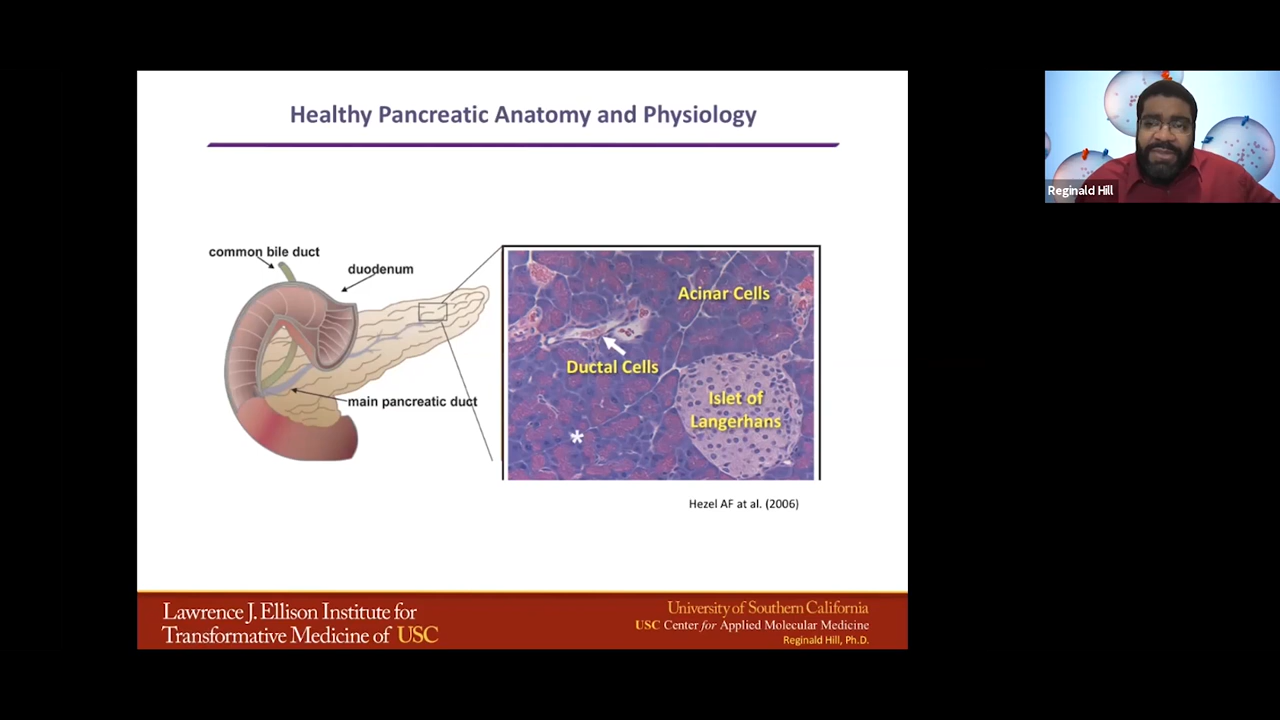 Healthy Pancreatic Anatomy and Physiology
common bile duct
duodenum
main pancreatic duct
Acinar Cells
Ductal Cells
Islet of
Langerhans
*
Hezel AF at al. (2006)
Lawrence J. Ellison Institute for
Transformative Medicine of USC
University of Southern California
USC Center for Applied Molecular Medicine
Reginald Hill, Ph.D.
Reginald Hill